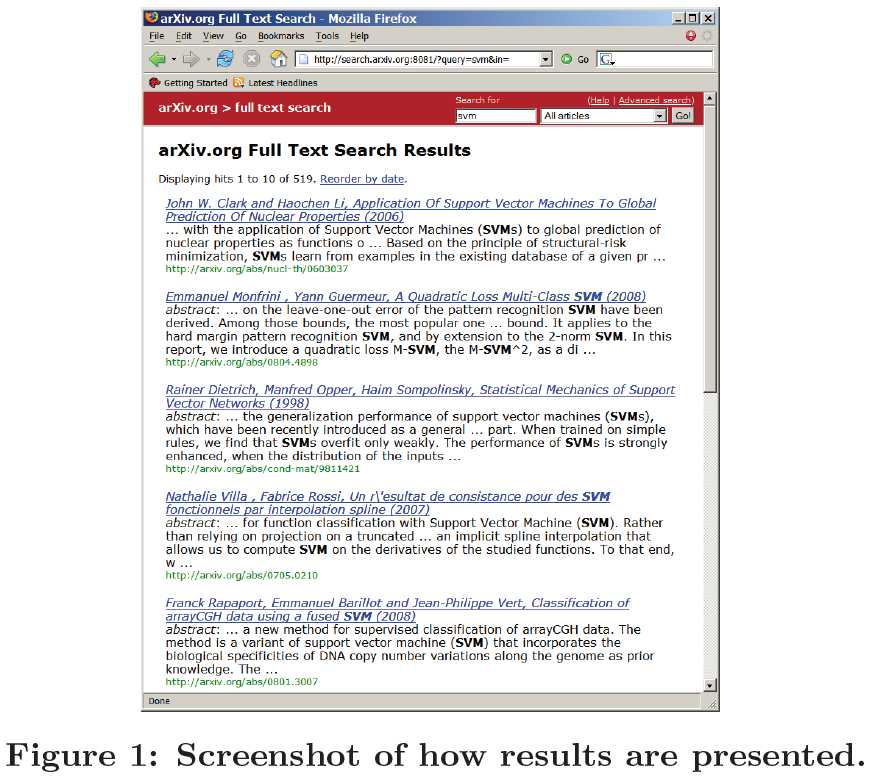 arXiv.org Full Text Search - Mozilla Firefox
File Edit View Go Bookmarks Tools Help
http://search.arxiv.org:8081/?query=svm&in= Go
Getting Started Latest Headlines
Search for (Help | Advanced search)
arXiv.org > full text search svm All articles Go!
arXiv.org Full Text Search Results
Displaying hits 1 to 10 of 519. Reorder by date.
John W. Clark and Haochen Li, Application Of Support Vector Machines To Global
Prediction Of Nuclear Properties (2006)
... with the application of Support Vector Machines (SVMs) to global prediction of
nuclear properties as functions o ... Based on the principle of structural-risk
minimization, SVMs learn from examples in the existing database of a given pr ...
http://arxiv.org/abs/nucl-th/0603037
Emmanuel Monfrini , Yann Guermeur, A Quadratic Loss Multi-Class SVM (2008)
abstract: ... on the leave-one-out error of the pattern recognition SVM have been
derived. Among those bounds, the most popular one ... bound. It applies to the
hard margin pattern recognition SVM, and by extension to the 2-norm SVM. In this
report, we introduce a quadratic loss M-SVM, the M-SVM^2, as a di ...
http://arxiv.org/abs/0804.4898
Rainer Dietrich, Manfred Opper, Haim Sompolinsky, Statistical Mechanics of Support
Vector Networks (1998)
abstract: ... the generalization performance of support vector machines (SVMs),
which have been recently introduced as a general ... part. When trained on simple
rules, we find that SVMs overfit only weakly. The performance of SVMs is strongly
enhanced, when the distribution of the inputs ...
http://arxiv.org/abs/cond-mat/9811421
Nathalie Villa , Fabrice Rossi, Un r\'esultat de consistance pour des SVM
fonctionnels par interpolation spline (2007)
abstract: ... for function classification with Support Vector Machine (SVM). Rather
than relying on projection on a truncated ... an implicit spline interpolation that
allows us to compute SVM on the derivatives of the studied functions. To that end,
w ...
http://arxiv.org/abs/0705.0210
Franck Rapaport, Emmanuel Barillot and Jean-Philippe Vert, Classification of
arrayCGH data using a fused SVM (2008)
abstract: ... a new method for supervised classification of arrayCGH data. The
method is a variant of support vector machine (SVM) that incorporates the
biological specificities of DNA copy number variations along the genome as prior
knowledge. The ...
http://arxiv.org/abs/0801.3007
Done
Figure 1: Screenshot of how results are presented.